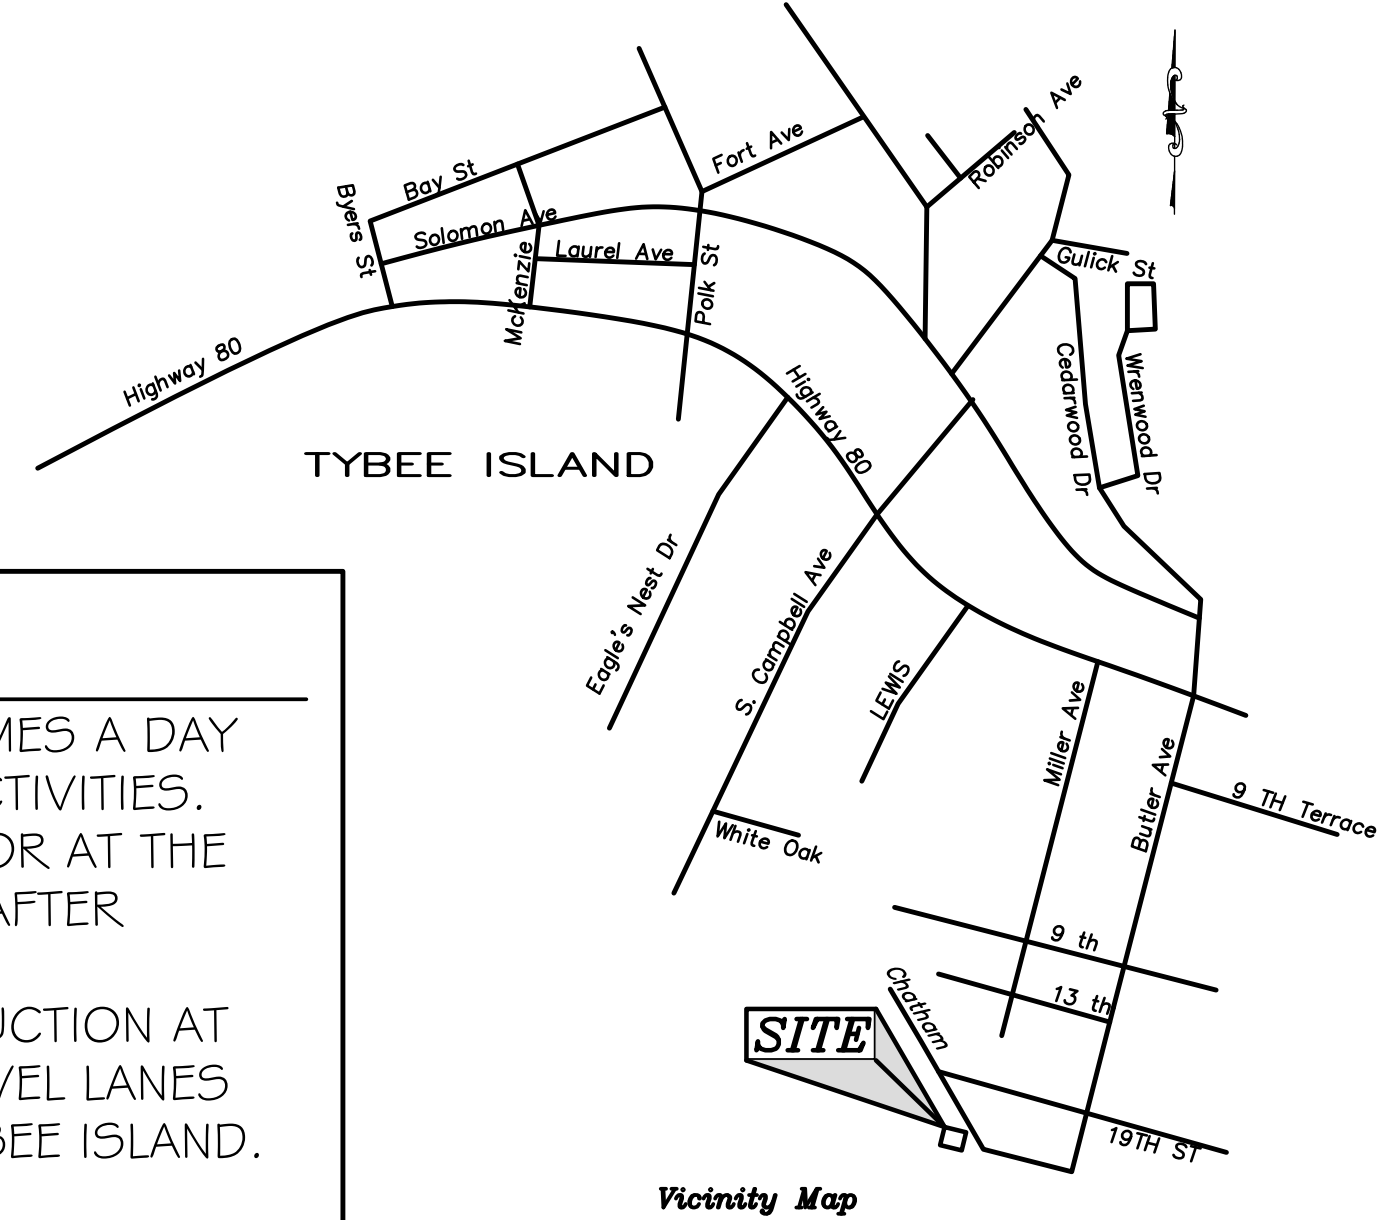 Robinson Ave
Fort Ave
Bay St
Byers St
Solomon Ave
Laurel Ave
McKenzie
Polk St
Gulick St
Highway 80
Highway 80
Cedarwood Dr
Wrenwood Dr
TYBEE ISLAND
Eagle's Nest Dr
S. Campbell Ave
LEWIS
Miller Ave
Butler Ave
9 TH Terrace
White Oak
9 th
13 th
Chatham
SITE
19TH ST
Vicinity Map
MES A DAY
CTIVITIES.
OR AT THE
AFTER
UCTION AT
VEL LANES
BEE ISLAND.